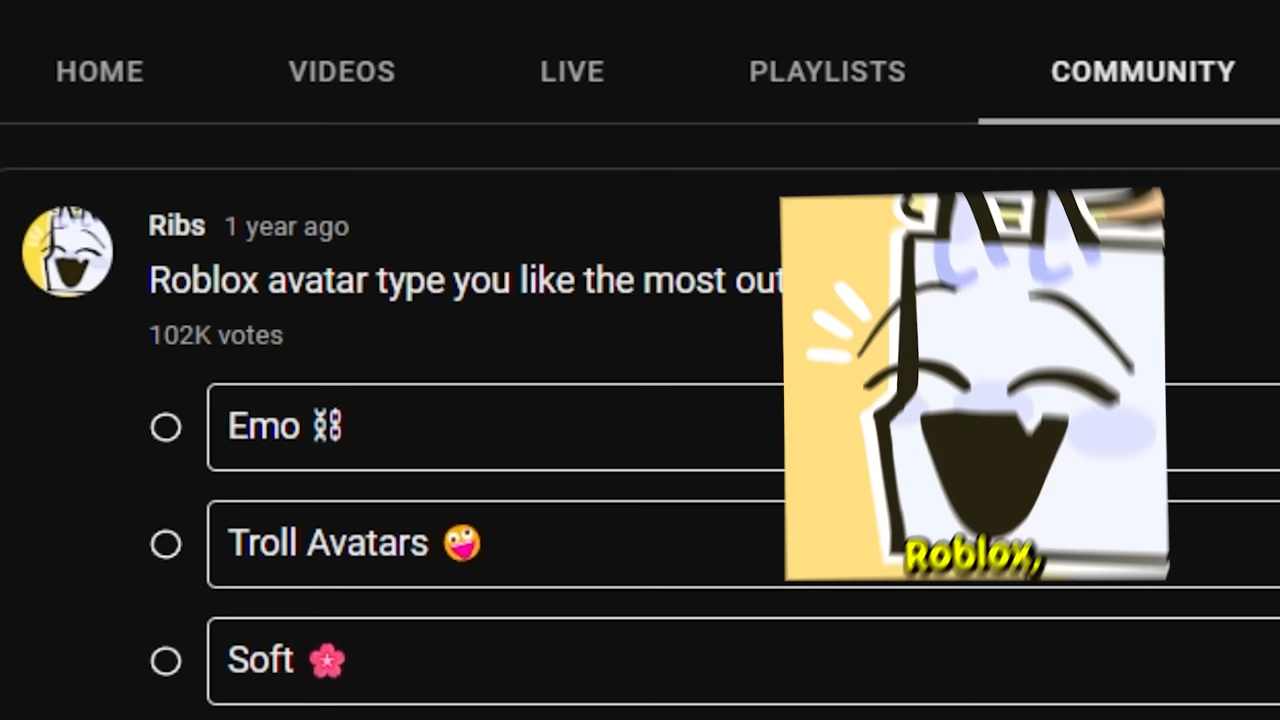 HOME VIDEOS LIVE PLAYLISTS COMMUNITY
Ribs 1 year ago
Roblox avatar type you like the most out
102K votes
Emo ⛓
Troll Avatars 🤪
Soft 🌸
Roblox,